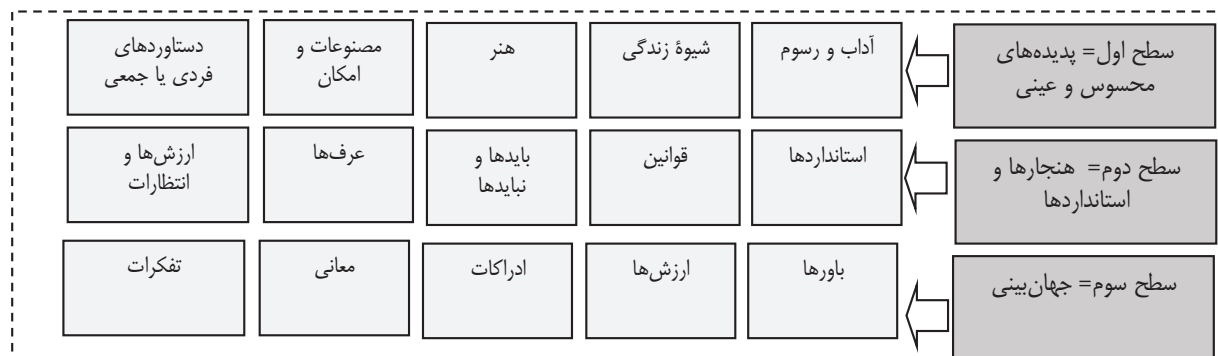 سطح اول= پدیده‌های
محسوس و عینی
آداب و رسوم
شیوهٔ زندگی
هنر
مصنوعات و
امکان
دستاوردهای
فردی یا جمعی
سطح دوم= هنجارها و
استانداردها
استانداردها
قوانین
بایدها و
نبایدها
عرف‌ها
ارزش‌ها و
انتظارات
سطح سوم= جهان‌بینی
باورها
ارزش‌ها
ادراکات
معانی
تفکرات